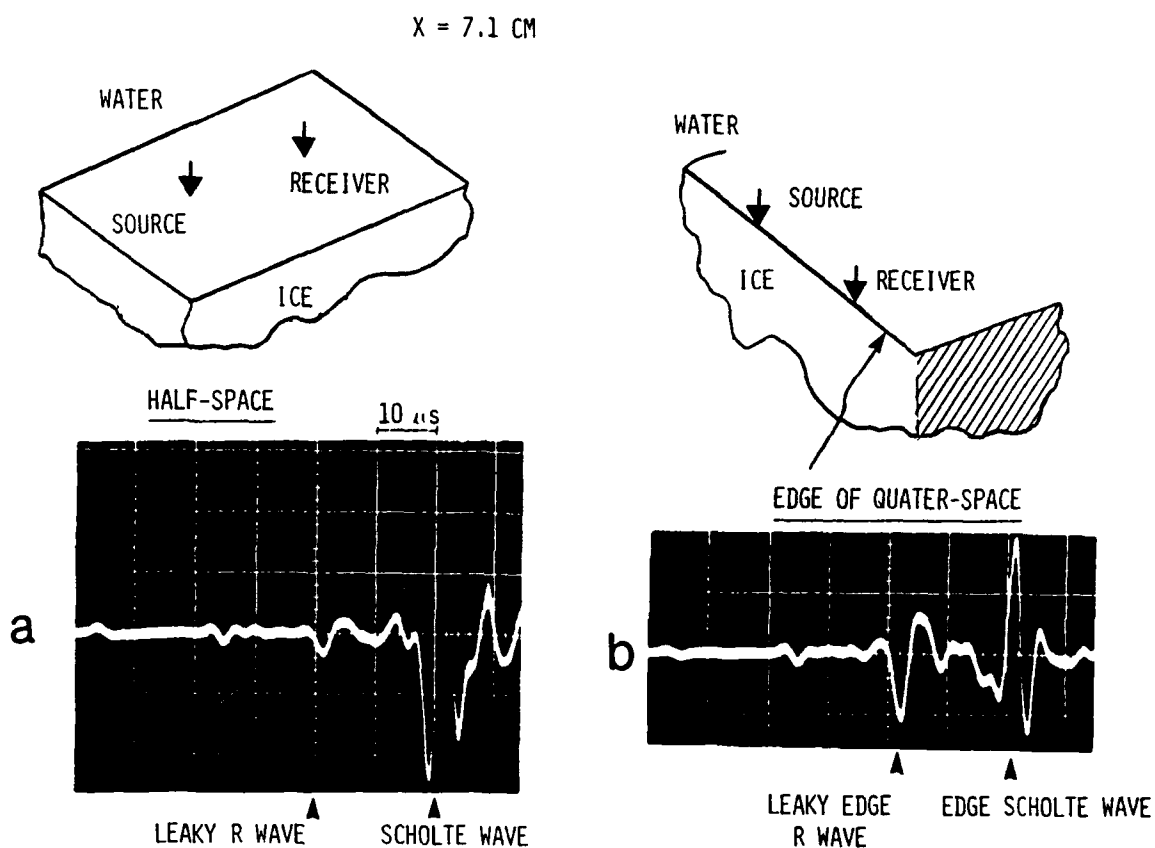 X = 7.1 CM
WATER
RECEIVER
SOURCE
ICE
HALF-SPACE
10 μs
a
LEAKY R WAVE
SCHOLTE WAVE
WATER
SOURCE
ICE
RECEIVER
EDGE OF QUATER-SPACE
b
LEAKY EDGE
R WAVE
EDGE SCHOLTE WAVE